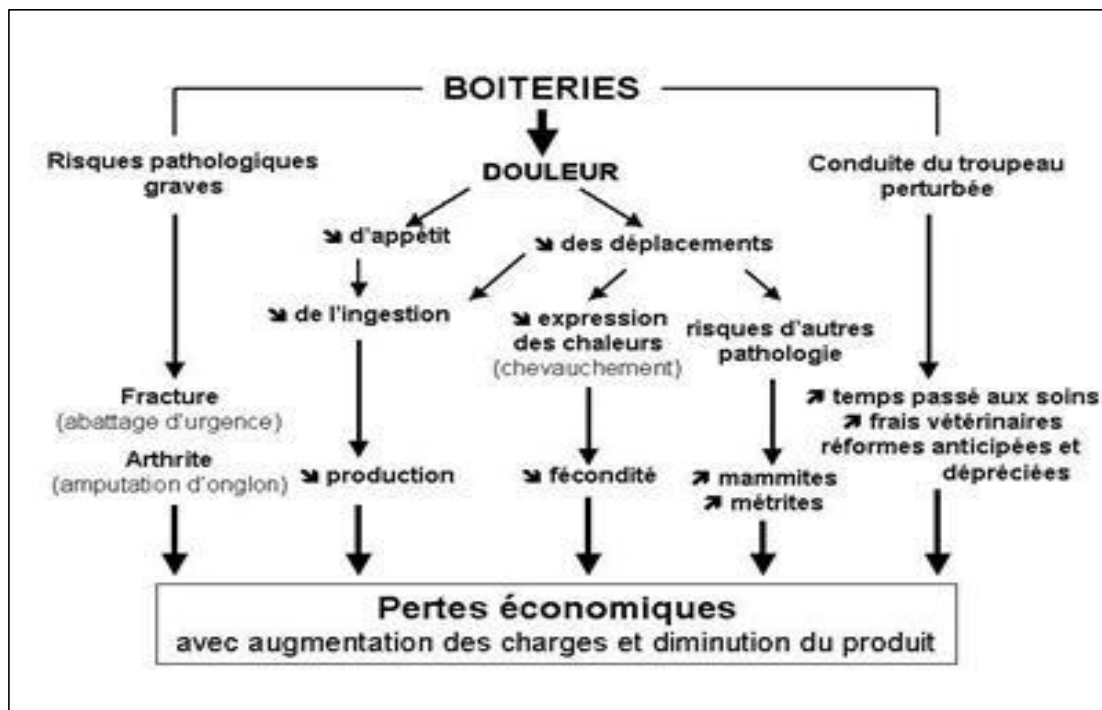 BOITERIES
Risques pathologiques
graves
DOULEUR
Conduite du troupeau
perturbée
↘ d'appétit
↘ des déplacements
↘ de l'ingestion
↘ expression
des chaleurs
(chevauchement)
risques d'autres
pathologie
Fracture
(abattage d'urgence)
Arthrite
(amputation d'onglon)
↘ production
↘ fécondité
↗ mammites
↗ métrites
↗ temps passé aux soins
↗ frais vétérinaires
réformes anticipées et
dépréciées
Pertes économiques
avec augmentation des charges et diminution du produit